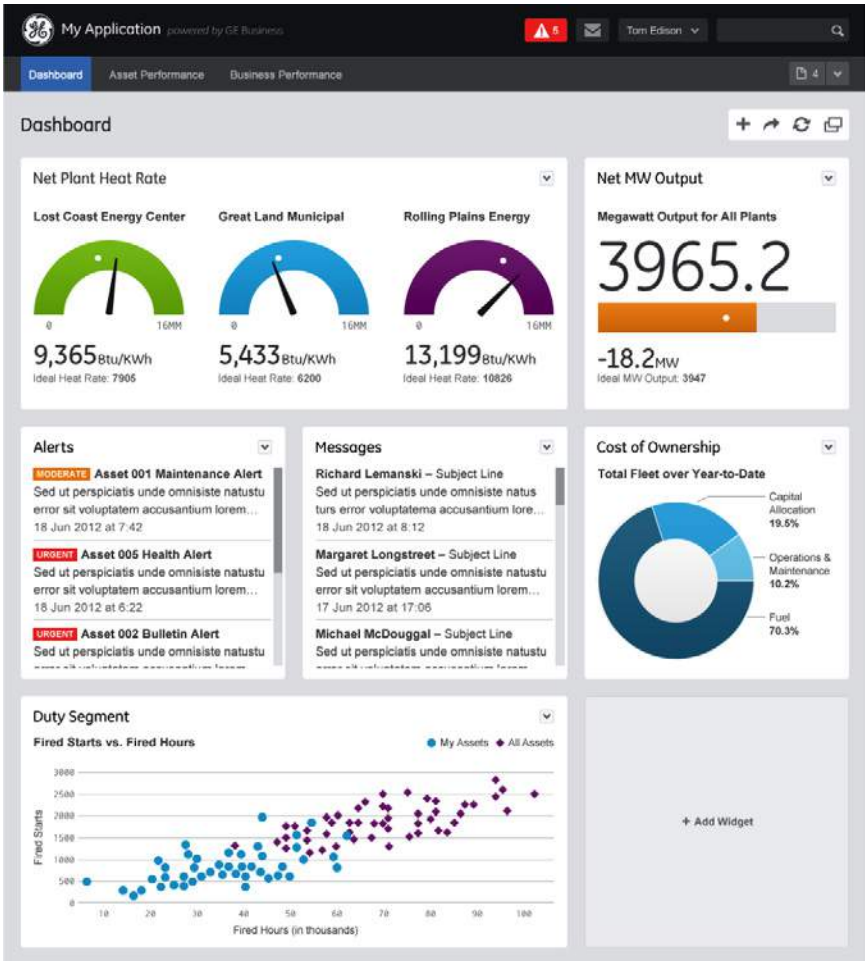 My Application powered by GE Business
5
Tom Edison
Dashboard
Asset Performance
Business Performance
4
Dashboard
Net Plant Heat Rate
Lost Coast Energy Center
0
16MM
9,365 Btu/KWh
Ideal Heat Rate: 7905
Great Land Municipal
0
16MM
5,433 Btu/KWh
Ideal Heat Rate: 6200
Rolling Plains Energy
0
16MM
13,199 Btu/KWh
Ideal Heat Rate: 10826
Net MW Output
Megawatt Output for All Plants
3965.2
-18.2 MW
Ideal MW Output: 3947
Alerts
MODERATE Asset 001 Maintenance Alert
Sed ut perspiciatis unde omnisiste natustu
error sit voluptatem accusantium lorem...
18 Jun 2012 at 7:42
URGENT Asset 005 Health Alert
Sed ut perspiciatis unde omnisiste natustu
error sit voluptatem accusantium lorem...
18 Jun 2012 at 6:22
URGENT Asset 002 Bulletin Alert
Sed ut perspiciatis unde omnisiste natustu
Messages
Richard Lemanski – Subject Line
Sed ut perspiciatis unde omnisiste natus
turs error voluptatema accusantium lore...
18 Jun 2012 at 8:12
Margaret Longstreet – Subject Line
Sed ut perspiciatis unde omnisiste natustu
error sit voluptatem accusantium lorem...
17 Jun 2012 at 17:06
Michael McDouggal – Subject Line
Sed ut perspiciatis unde omnisiste natustu
Cost of Ownership
Total Fleet over Year-to-Date
Capital
Allocation
19.5%
Operations &
Maintenance
10.2%
Fuel
70.3%
Duty Segment
Fired Starts vs. Fired Hours
My Assets
All Assets
Fired Starts
3000
2500
2000
1500
1000
500
0
10 20 30 40 50 60 70 80 90 100
Fired Hours (in thousands)
+ Add Widget